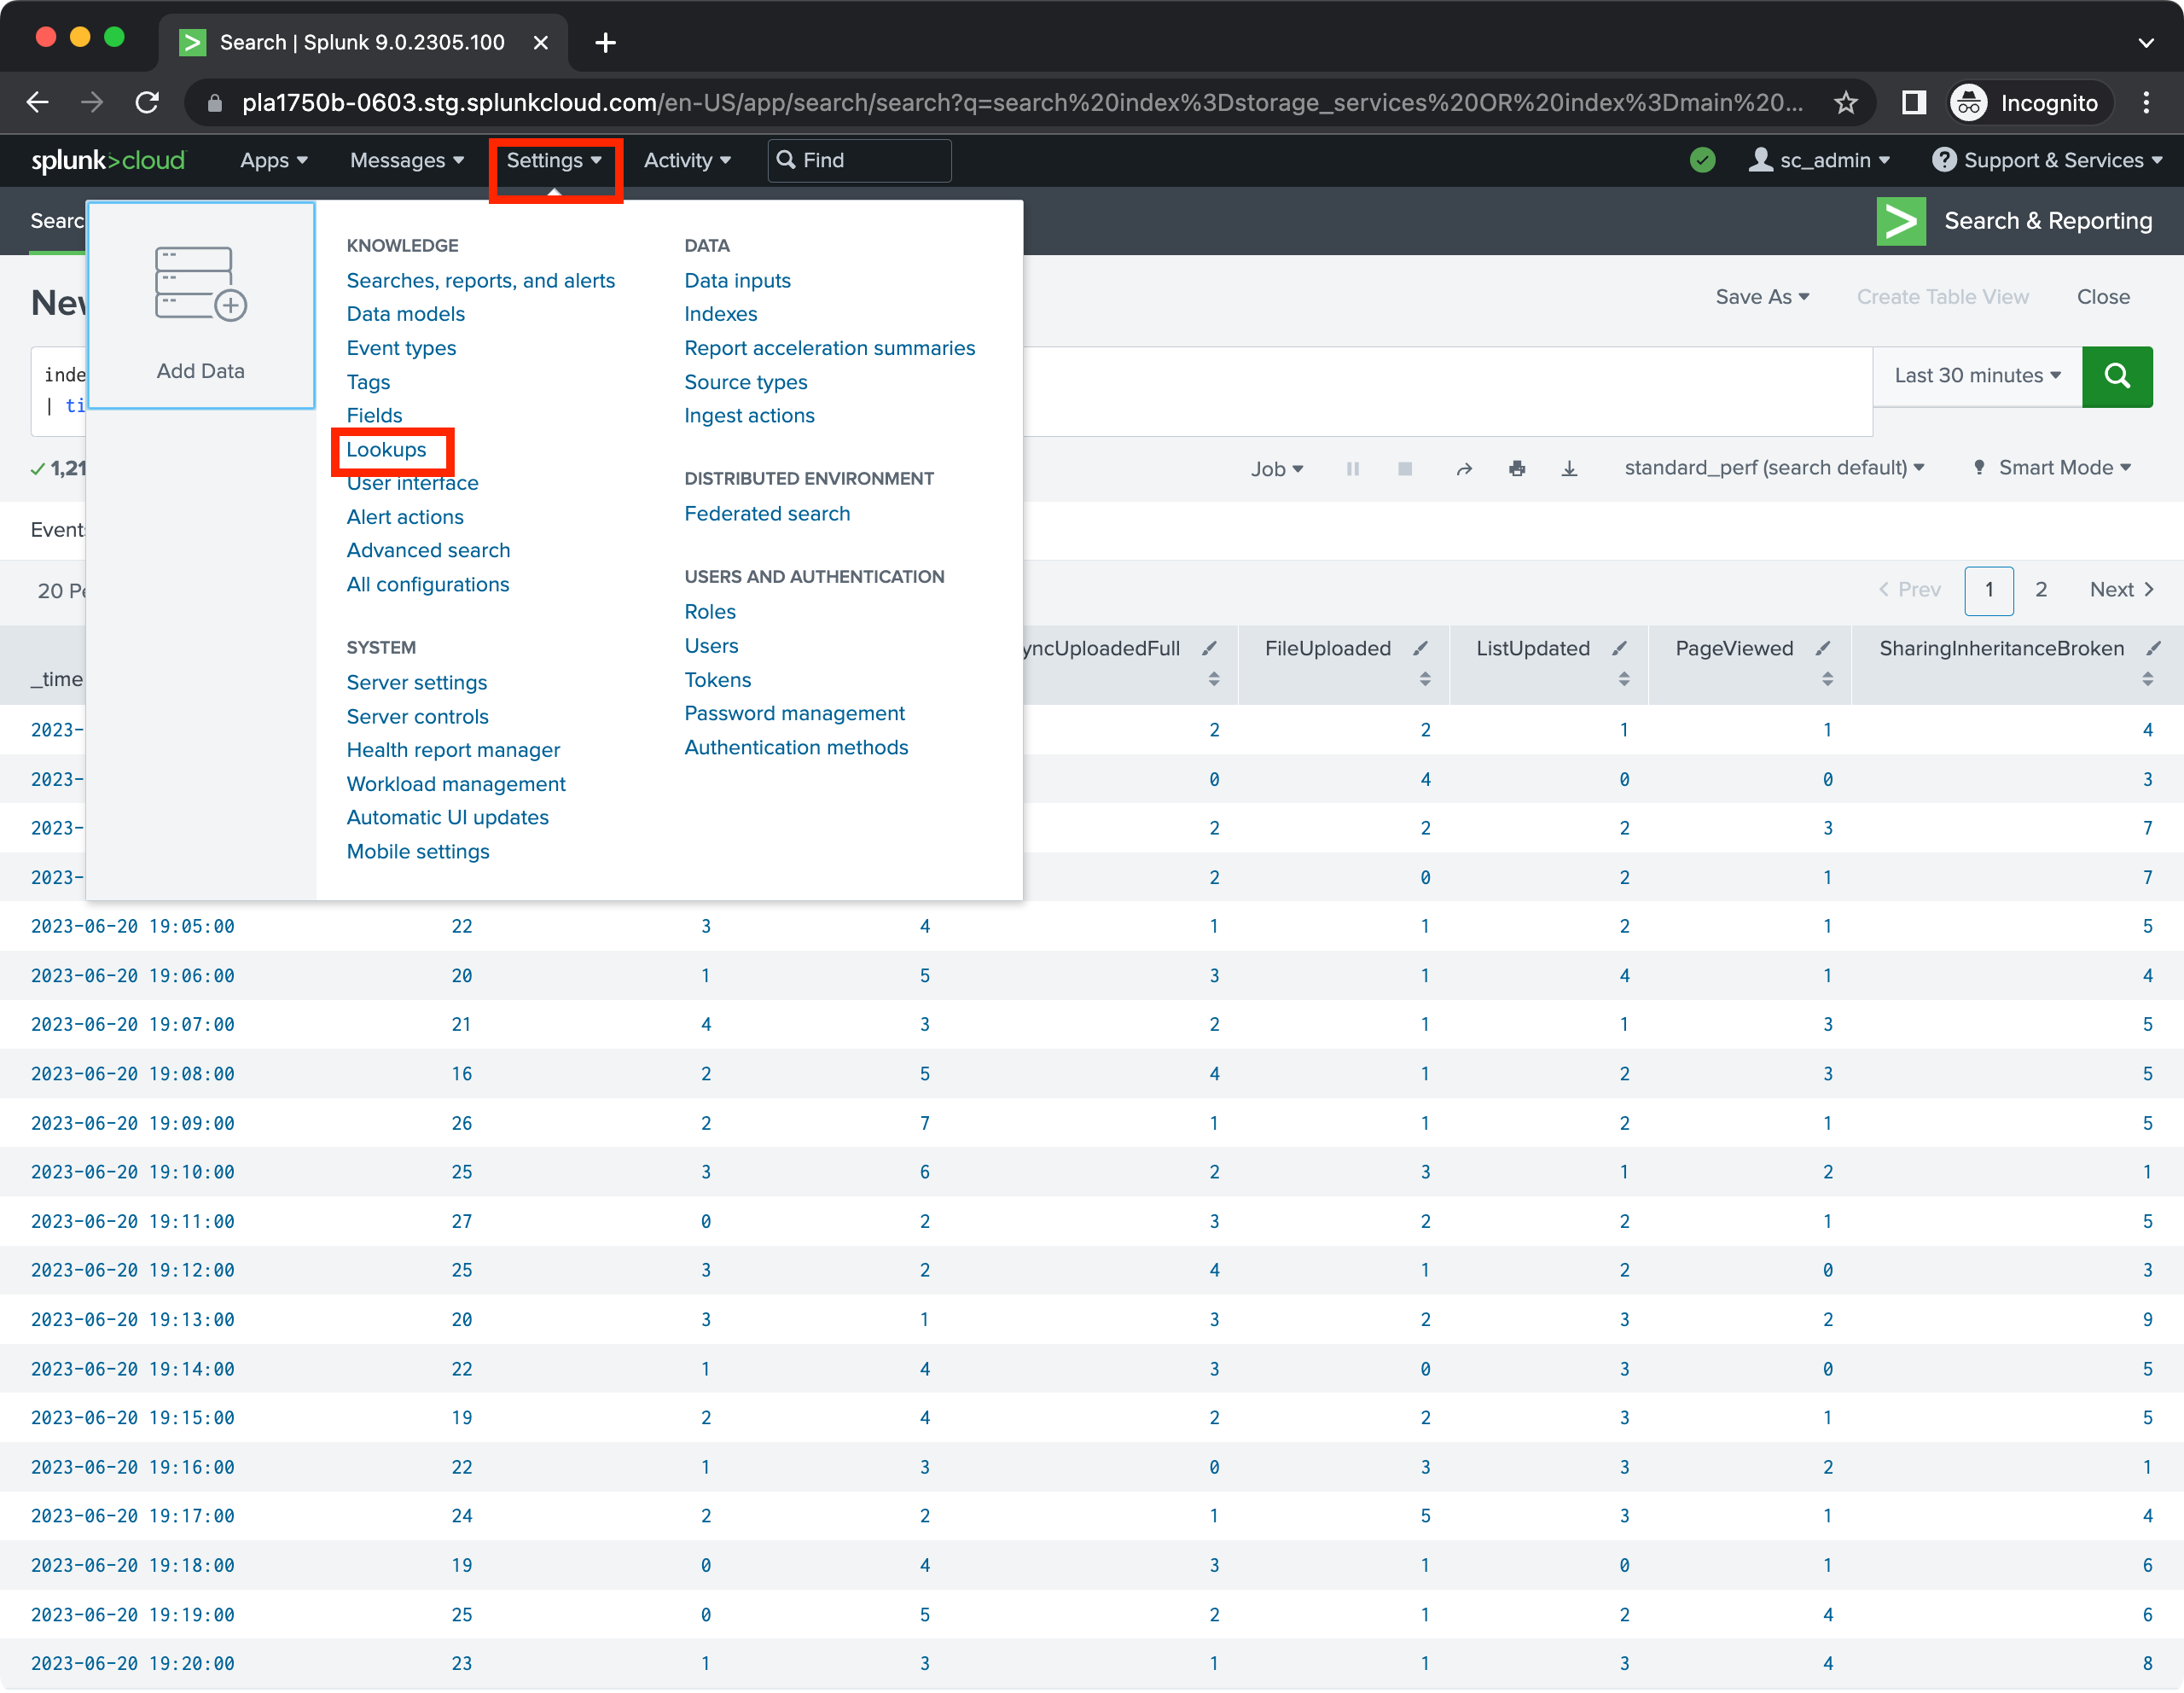 Search | Splunk 9.0.2305.100
pla1750b-0603.stg.splunkcloud.com/en-US/app/search/search?q=search%20index%3Dstorage_services%20OR%20index%3Dmain%20...
Incognito
splunk>cloud
Apps
Messages
Settings
Activity
Find
sc_admin
Support & Services
Searc
Search & Reporting
Add Data
KNOWLEDGE
Searches, reports, and alerts
Data models
Event types
Tags
Fields
Lookups
User interface
Alert actions
Advanced search
All configurations
SYSTEM
Server settings
Server controls
Health report manager
Workload management
Automatic UI updates
Mobile settings
DATA
Data inputs
Indexes
Report acceleration summaries
Source types
Ingest actions
DISTRIBUTED ENVIRONMENT
Federated search
USERS AND AUTHENTICATION
Roles
Users
Tokens
Password management
Authentication methods
Save As
Create Table View
Close
inde
| ti
Last 30 minutes
1,21
Job
standard_perf (search default)
Smart Mode
Event
20 Pe
Prev 1 2 Next
_time yncUploadedFull FileUploaded ListUpdated PageViewed SharingInheritanceBroken
2023- 2 2 1 1 4
2023- 0 4 0 0 3
2023- 2 2 2 3 7
2023- 2 0 2 1 7
2023-06-20 19:05:00 22 3 4 1 1 2 1 5
2023-06-20 19:06:00 20 1 5 3 1 4 1 4
2023-06-20 19:07:00 21 4 3 2 1 1 3 5
2023-06-20 19:08:00 16 2 5 4 1 2 3 5
2023-06-20 19:09:00 26 2 7 1 1 2 1 5
2023-06-20 19:10:00 25 3 6 2 3 1 2 1
2023-06-20 19:11:00 27 0 2 3 2 2 1 5
2023-06-20 19:12:00 25 3 2 4 1 2 0 3
2023-06-20 19:13:00 20 3 1 3 2 3 2 9
2023-06-20 19:14:00 22 1 4 3 0 3 0 5
2023-06-20 19:15:00 19 2 4 2 2 3 1 5
2023-06-20 19:16:00 22 1 3 0 3 3 2 1
2023-06-20 19:17:00 24 2 2 1 5 3 1 4
2023-06-20 19:18:00 19 0 4 3 1 0 1 6
2023-06-20 19:19:00 25 0 5 2 1 2 4 6
2023-06-20 19:20:00 23 1 3 1 1 3 4 8